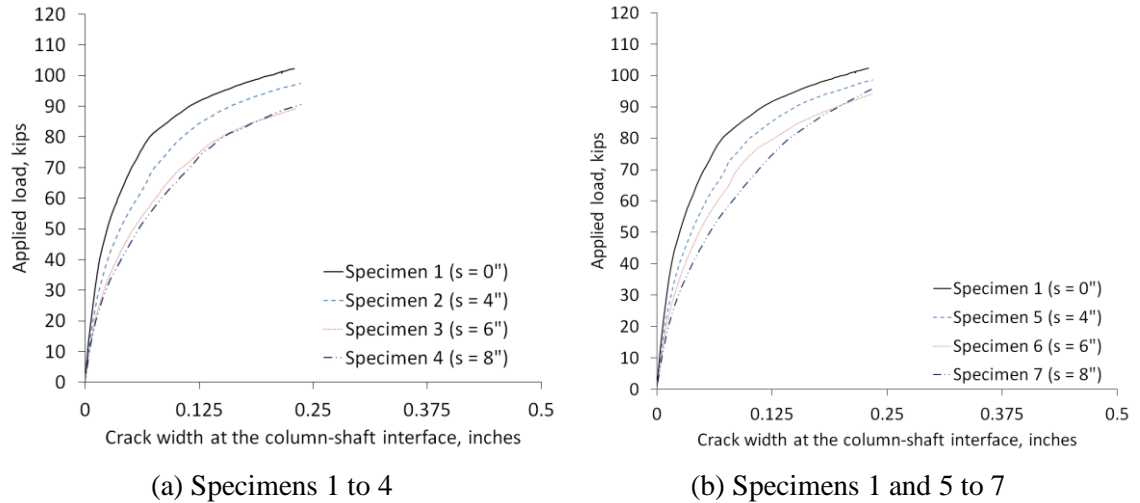 120
110
100
90
80
70
60
50
40
30
20
10
0
Applied load, kips
Specimen 1 (s = 0")
Specimen 2 (s = 4")
Specimen 3 (s = 6")
Specimen 4 (s = 8")
0 0.125 0.25 0.375 0.5
Crack width at the column-shaft interface, inches
(a) Specimens 1 to 4
120
110
100
90
80
70
60
50
40
30
20
10
0
Applied load, kips
Specimen 1 (s = 0")
Specimen 5 (s = 4")
Specimen 6 (s = 6")
Specimen 7 (s = 8")
0 0.125 0.25 0.375 0.5
Crack width at the column-shaft interface, inches
(b) Specimens 1 and 5 to 7